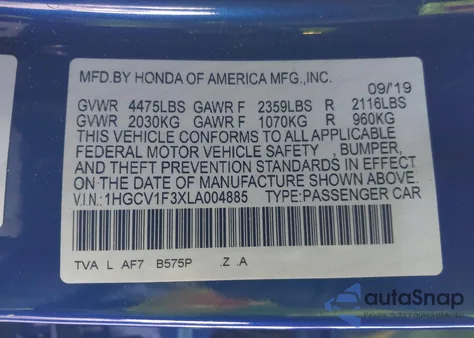 MFD.BY HONDA OF AMERICA MFG.,INC.
09/'19
GVWR 4475LBS GAWR F 2359LBS R 2116LBS
GVWR 2030KG GAWR F 1070KG R 960KG
THIS VEHICLE CONFORMS TO ALL APPLICABLE
FEDERAL MOTOR VEHICLE SAFETY , BUMPER,
AND THEFT PREVENTION STANDARDS IN EFFECT
ON THE DATE OF MANUFACTURE SHOWN ABOVE.
V.I.N.:1HGCV1F3XLA004885 TYPE:PASSENGER CAR
TVA L AF7 B575P .Z .A
autoSnap